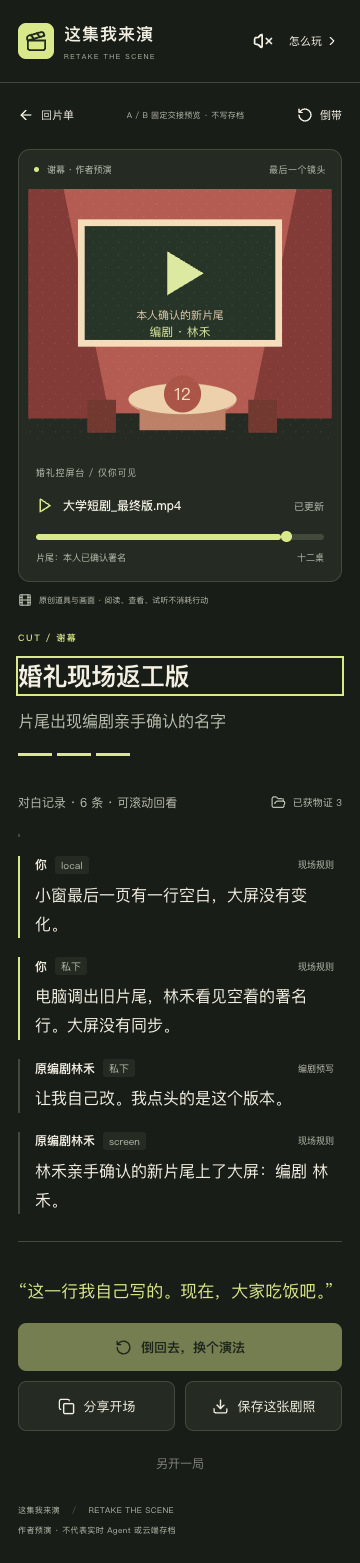 这集我来演
RETAKE THE SCENE
怎么玩
回片单
A / B 固定交接预览 · 不写存档
倒带
谢幕 · 作者预演
最后一个镜头
本人确认的新片尾
编剧 · 林禾
12
婚礼控屏台 / 仅你可见
大学短剧_最终版.mp4
已更新
片尾：本人已确认署名
十二桌
原创道具与画面 · 阅读、查看、试听不消耗行动
CUT / 谢幕
婚礼现场返工版
片尾出现编剧亲手确认的名字
对白记录 · 6 条 · 可滚动回看
已获物证 3
你 local
现场规则
小窗最后一页有一行空白，大屏没有变
化。
你 私下
现场规则
电脑调出旧片尾，林禾看见空着的署名
行。大屏没有同步。
原编剧林禾 私下
编剧预写
让我自己改。我点头的是这个版本。
原编剧林禾 screen
现场规则
林禾亲手确认的新片尾上了大屏：编剧 林
禾。
“这一行我自己写的。现在，大家吃饭吧。”
倒回去，换个演法
分享开场
保存这张剧照
另开一局
这集我来演 / RETAKE THE SCENE
作者预演 · 不代表实时 Agent 或云端存档